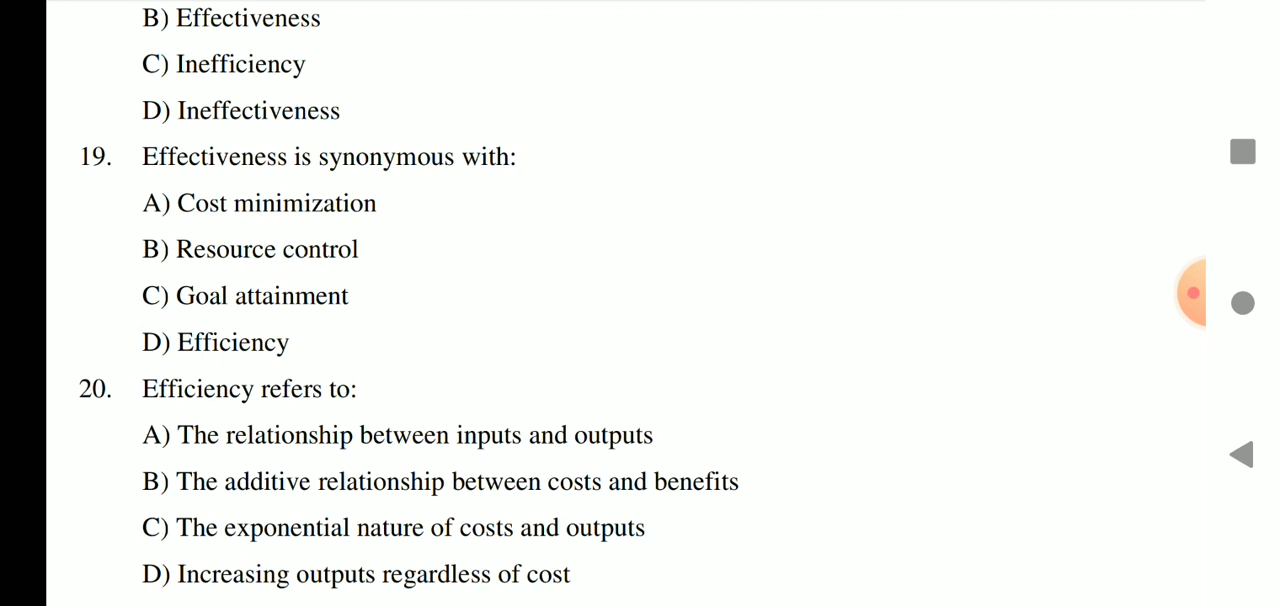 B) Effectiveness
C) Inefficiency
D) Ineffectiveness
19. Effectiveness is synonymous with:
A) Cost minimization
B) Resource control
C) Goal attainment
D) Efficiency
20. Efficiency refers to:
A) The relationship between inputs and outputs
B) The additive relationship between costs and benefits
C) The exponential nature of costs and outputs
D) Increasing outputs regardless of cost